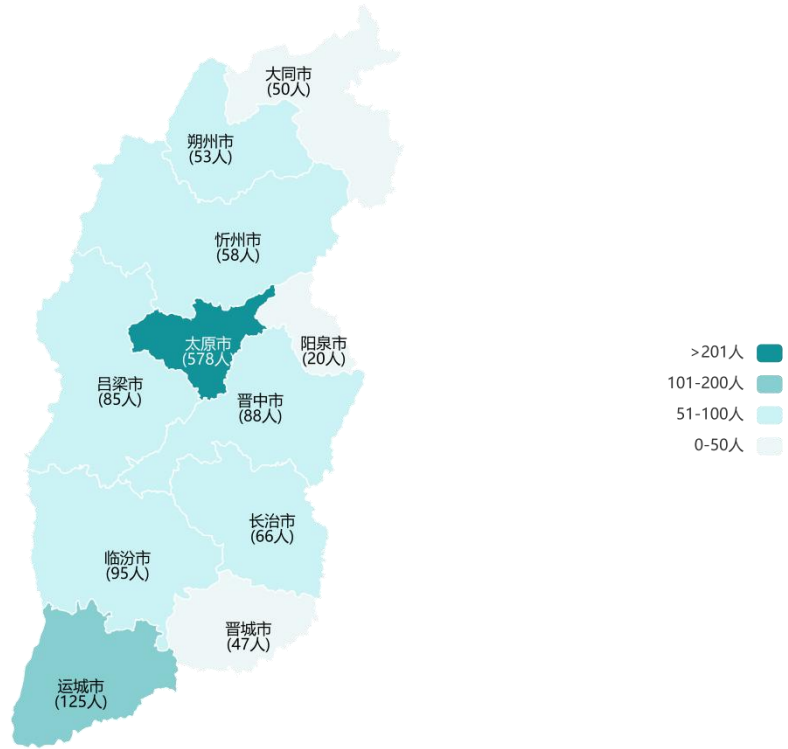 大同市
(50人)
朔州市
(53人)
忻州市
(58人)
太原市
(578人)
阳泉市
(20人)
吕梁市
(85人)
晋中市
(88人)
长治市
(66人)
临汾市
(95人)
晋城市
(47人)
运城市
(125人)
>201人
101-200人
51-100人
0-50人